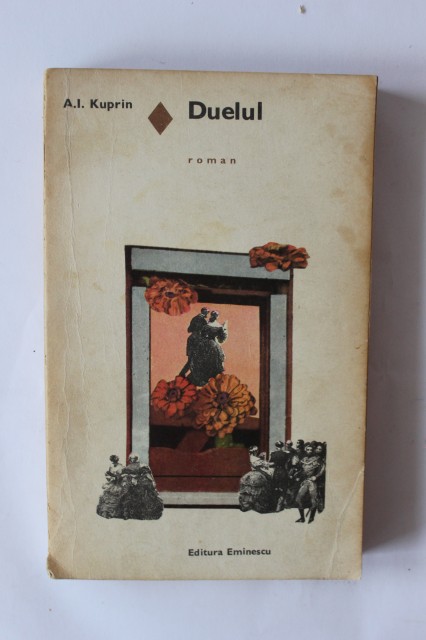 A.I. Kuprin
Duelul
roman
Editura Eminescu